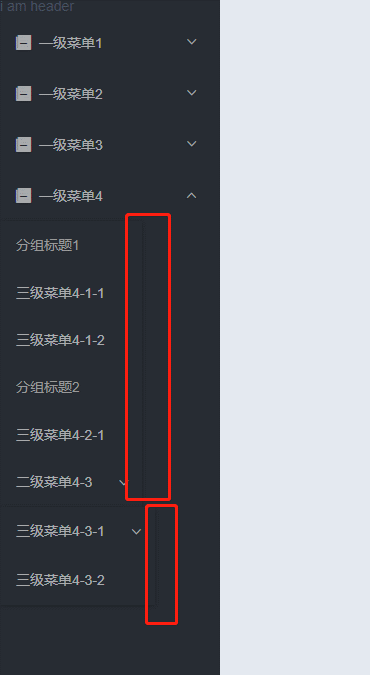 i am header
一级菜单1
一级菜单2
一级菜单3
一级菜单4
分组标题1
三级菜单4-1-1
三级菜单4-1-2
分组标题2
三级菜单4-2-1
二级菜单4-3
三级菜单4-3-1
三级菜单4-3-2